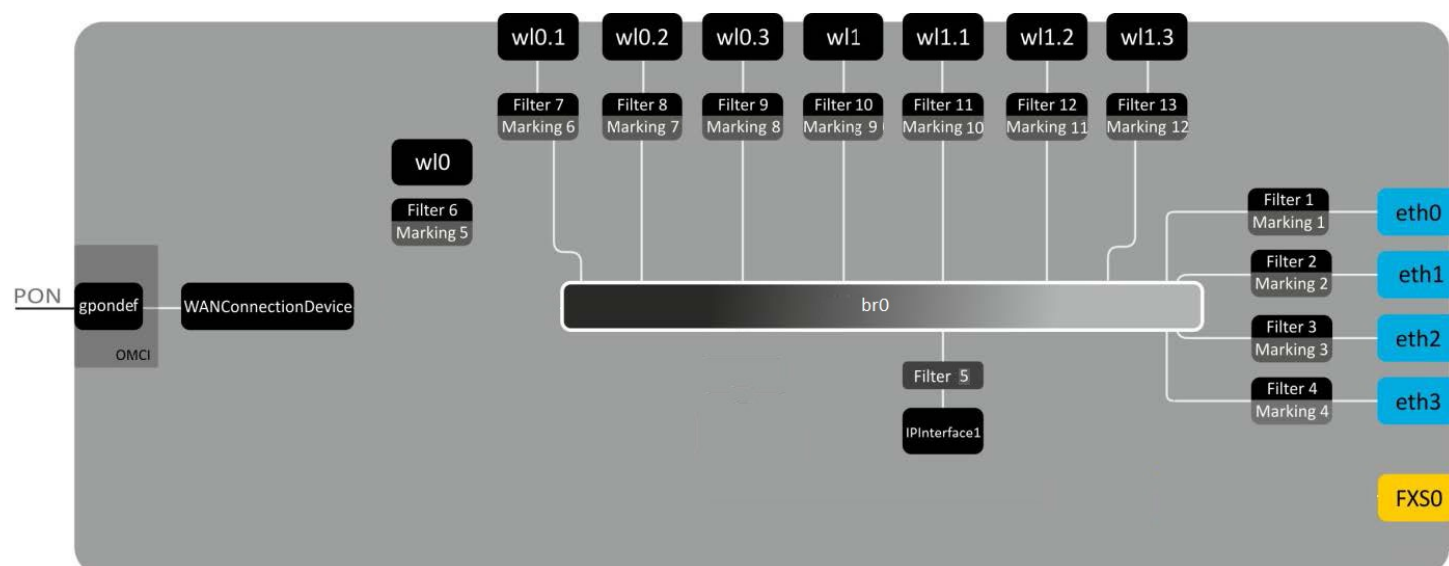 wl0.1 wl0.2 wl0.3 wl1 wl1.1 wl1.2 wl1.3
Filter 7 Filter 8 Filter 9 Filter 10 Filter 11 Filter 12 Filter 13
Marking 6 Marking 7 Marking 8 Marking 9 Marking 10 Marking 11 Marking 12
wl0
Filter 6
Marking 5
Filter 1
Marking 1
eth0
Filter 2
Marking 2
eth1
PON
gpondef
WANConnectionDevice
OMCI
br0
Filter 3
Marking 3
eth2
Filter 5
IPInterface1
Filter 4
Marking 4
eth3
FXS0